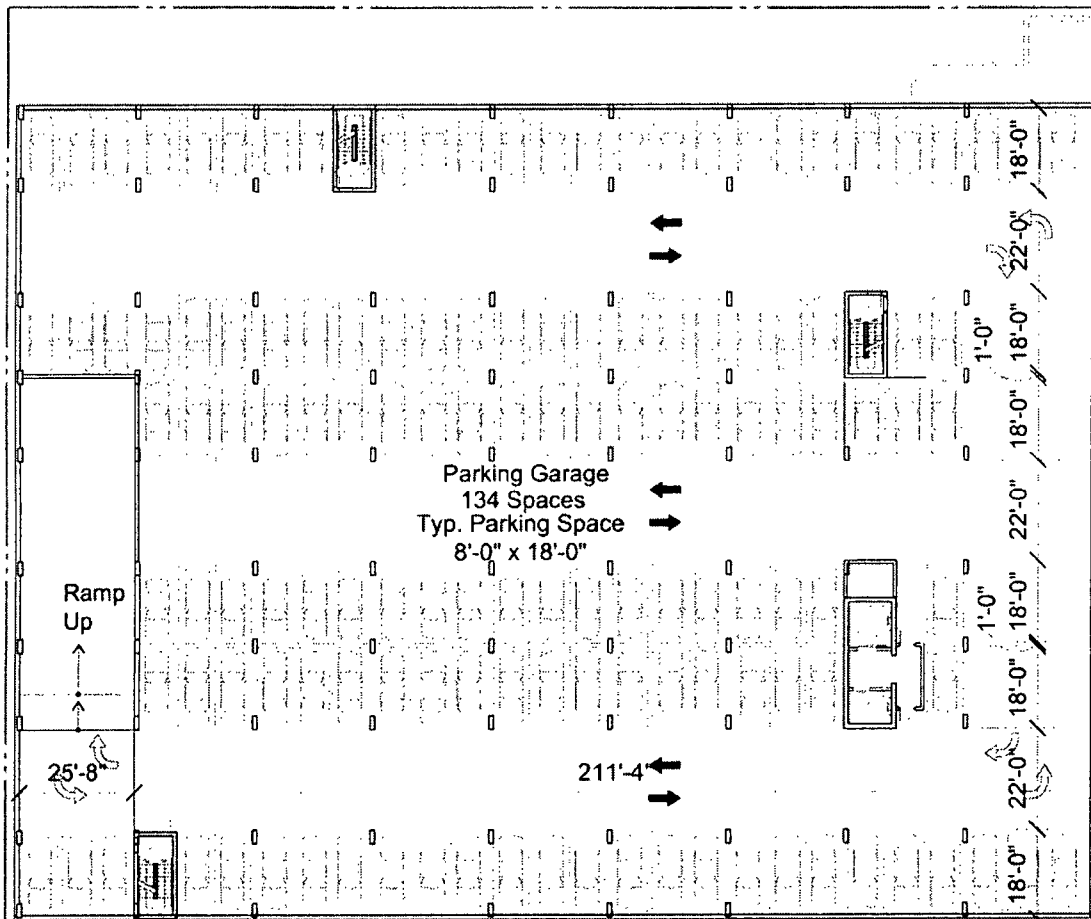 18'-0"
22'-0"
18'-0"
1'-0"
18'-0"
Parking Garage
134 Spaces
Typ. Parking Space
8'-0" x 18'-0"
22'-0"
Ramp
Up
18'-0"
1'-0"
18'-0"
25'-8"
211'-4"
22'-0"
18'-0"